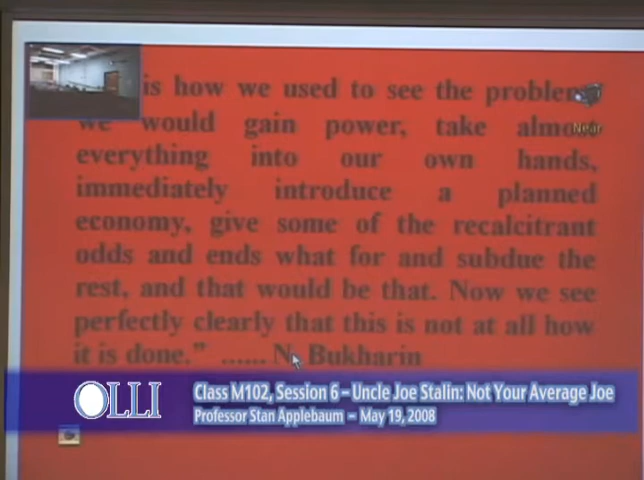 is how we used to see the problem
we would gain power, take almost
Near
everything into our own hands,
immediately introduce a planned
economy, give some of the recalcitrant
odds and ends what for and subdue the
rest, and that would be that. Now we see
perfectly clearly that this is not at all how
it is done." ...... N. Bukharin
OLLI
Class M102, Session 6 – Uncle Joe Stalin: Not Your Average Joe
Professor Stan Applebaum – May 19, 2008